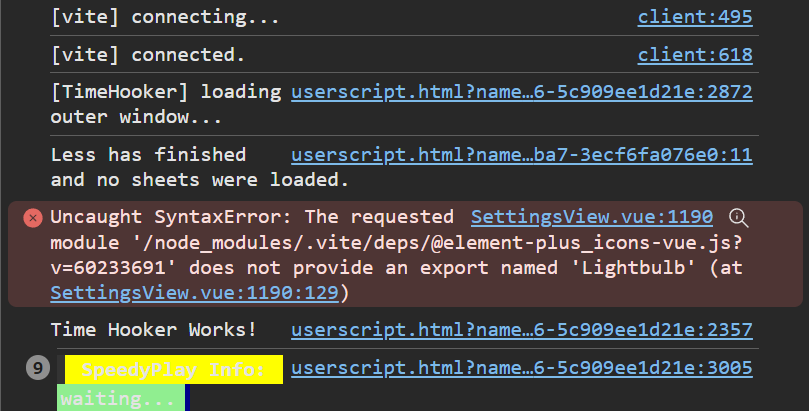 [vite] connecting... client:495
[vite] connected. client:618
[TimeHooker] loading userscript.html?name…6-5c909ee1d21e:2872
outer window...
Less has finished userscript.html?name…ba7-3ecf6fa076e0:11
and no sheets were loaded.
Uncaught SyntaxError: The requested SettingsView.vue:1190
module '/node_modules/.vite/deps/@element-plus_icons-vue.js?
v=60233691' does not provide an export named 'Lightbulb' (at
SettingsView.vue:1190:129)
Time Hooker Works! userscript.html?name…6-5c909ee1d21e:2357
9 SpeedyPlay Info: userscript.html?name…6-5c909ee1d21e:3005
waiting...